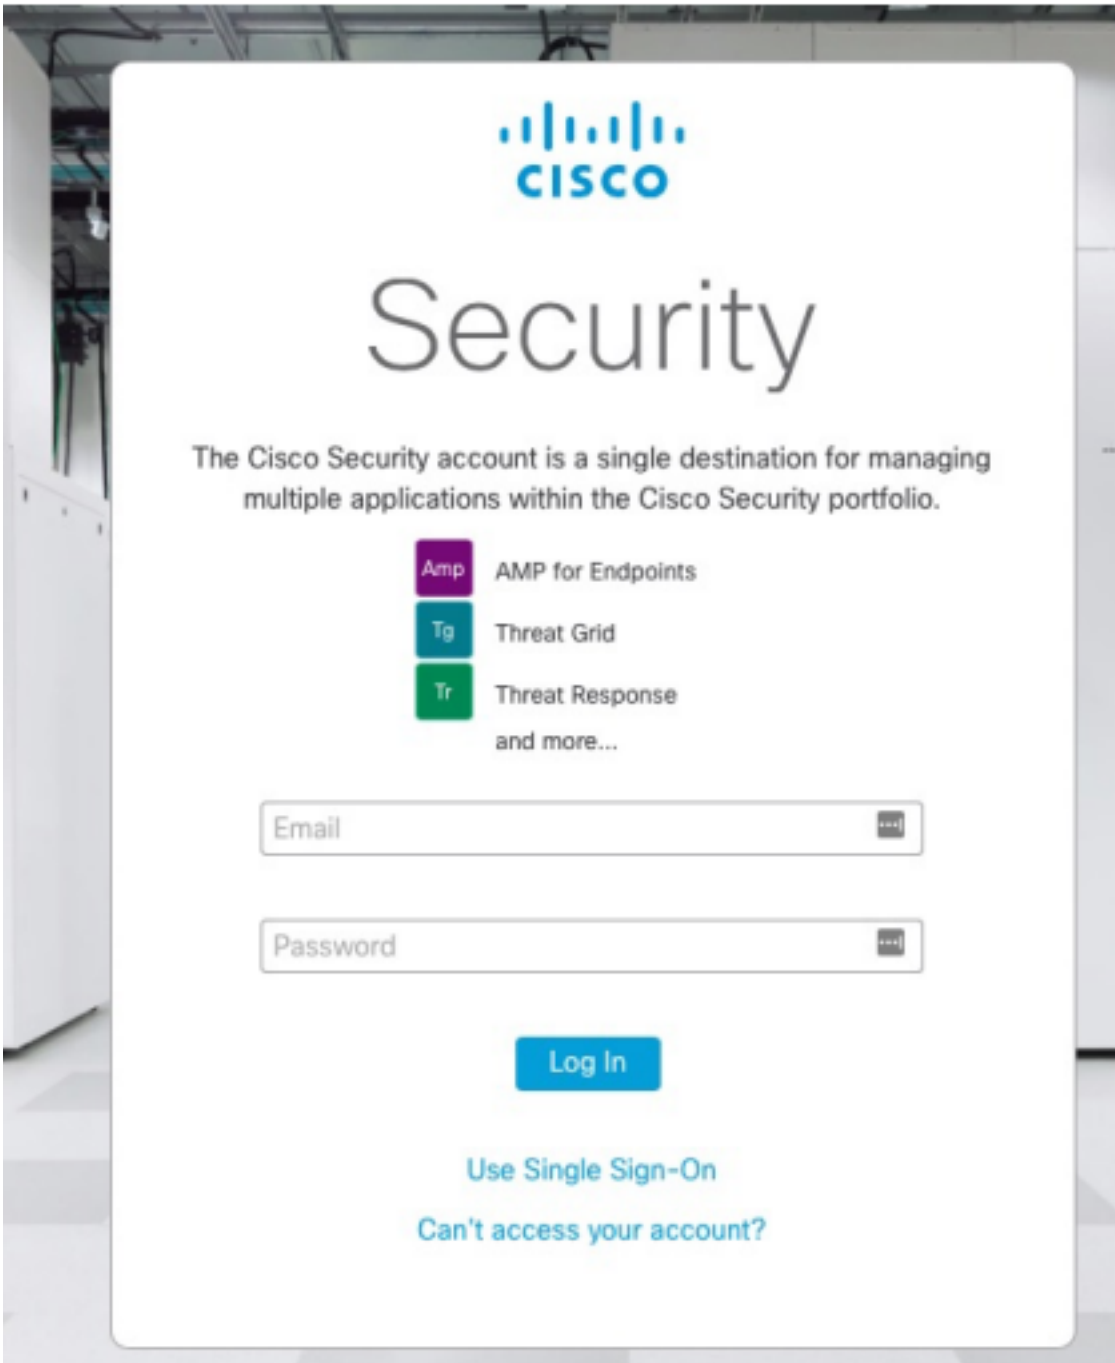 CISCO
Security
The Cisco Security account is a single destination for managing
multiple applications within the Cisco Security portfolio.
Amp AMP for Endpoints
Tg Threat Grid
Tr Threat Response
and more...
Email
Password
Log In
Use Single Sign-On
Can't access your account?